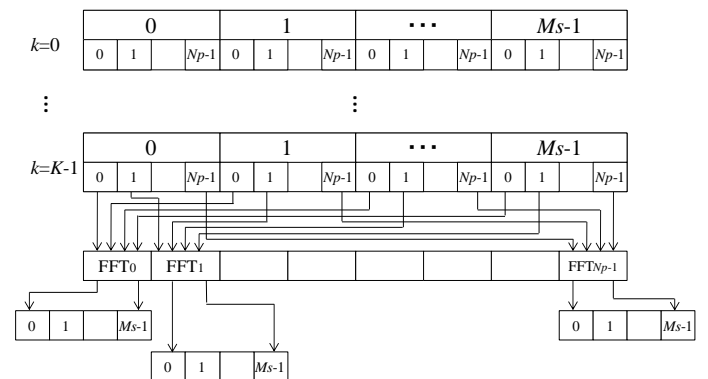 0 1 ··· Ms-1
k=0
0 1 Np-1 0 1 Np-1 0 1 Np-1 0 1 Np-1
⋮ ⋮
0 1 ··· Ms-1
k=K-1
0 1 Np-1 0 1 Np-1 0 1 Np-1 0 1 Np-1
FFT0 FFT1 FFTNp-1
0 1 Ms-1 0 1 Ms-1
0 1 Ms-1